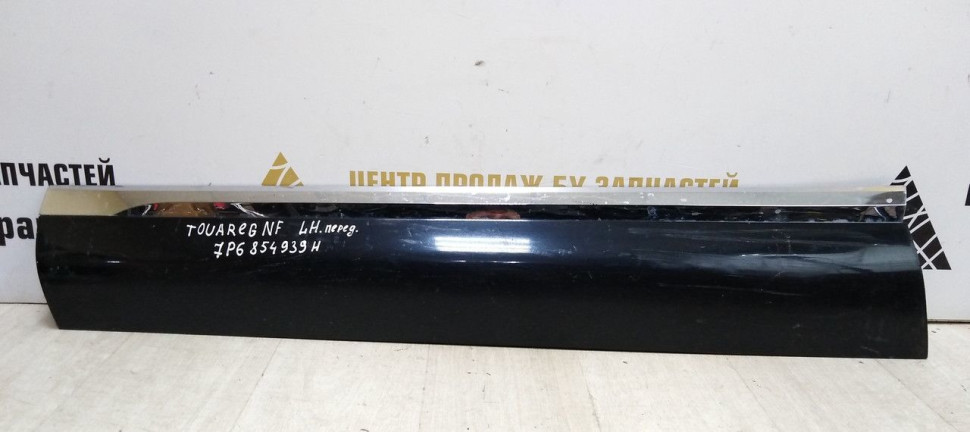 ПЧАСТЕЙ
ЦЕНТР ПРОДАЖ БУ ЗАПЧАСТЕЙ
TOUAREG NF LH. перед.
7P6 854939 H